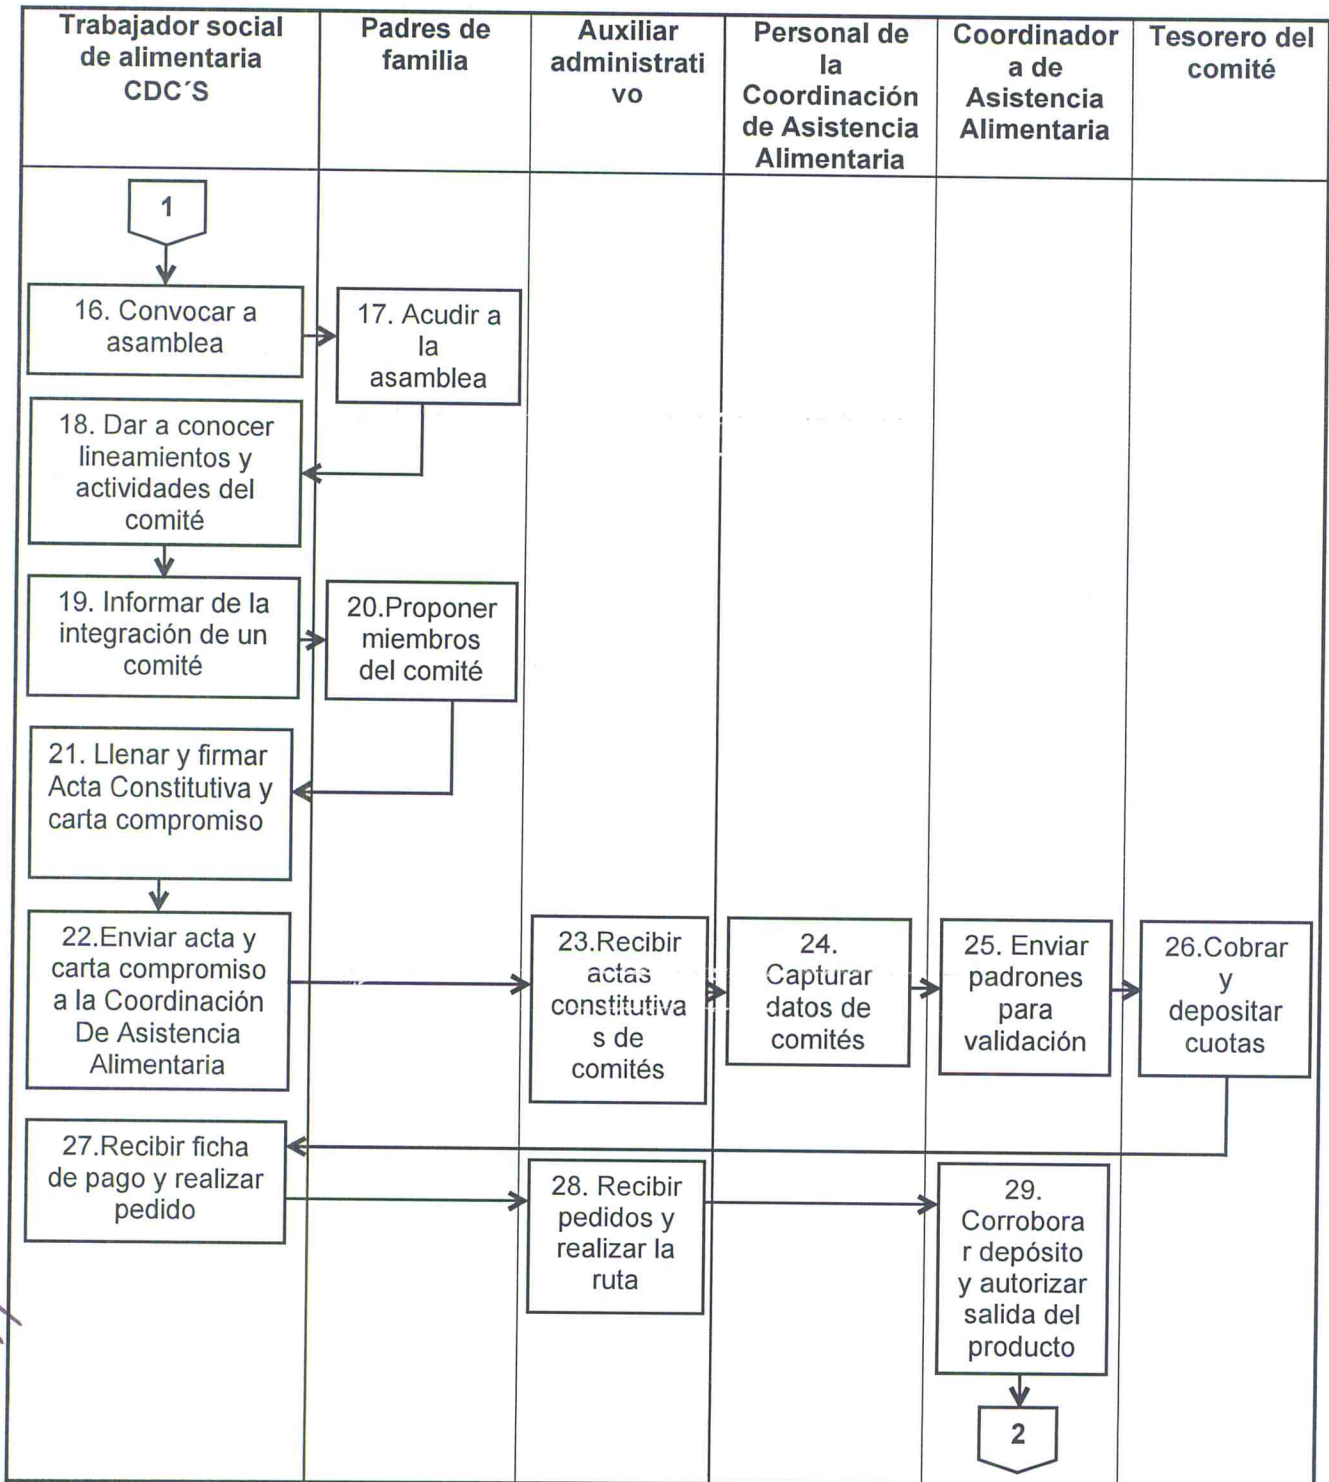 Trabajador social
de alimentaria
CDC´S
Padres de
familia
Auxiliar
administrati
vo
Personal de
la
Coordinación
de Asistencia
Alimentaria
Coordinador
a de
Asistencia
Alimentaria
Tesorero del
comité
1
16. Convocar a
asamblea
17. Acudir a
la
asamblea
18. Dar a conocer
lineamientos y
actividades del
comité
19. Informar de la
integración de un
comité
20.Proponer
miembros
del comité
21. Llenar y firmar
Acta Constitutiva y
carta compromiso
22.Enviar acta y
carta compromiso
a la Coordinación
De Asistencia
Alimentaria
23.Recibir
actas
constitutiva
s de
comités
24.
Capturar
datos de
comités
25. Enviar
padrones
para
validación
26.Cobrar
y
depositar
cuotas
27.Recibir ficha
de pago y realizar
pedido
28. Recibir
pedidos y
realizar la
ruta
29.
Corrobora
r depósito
y autorizar
salida del
producto
2